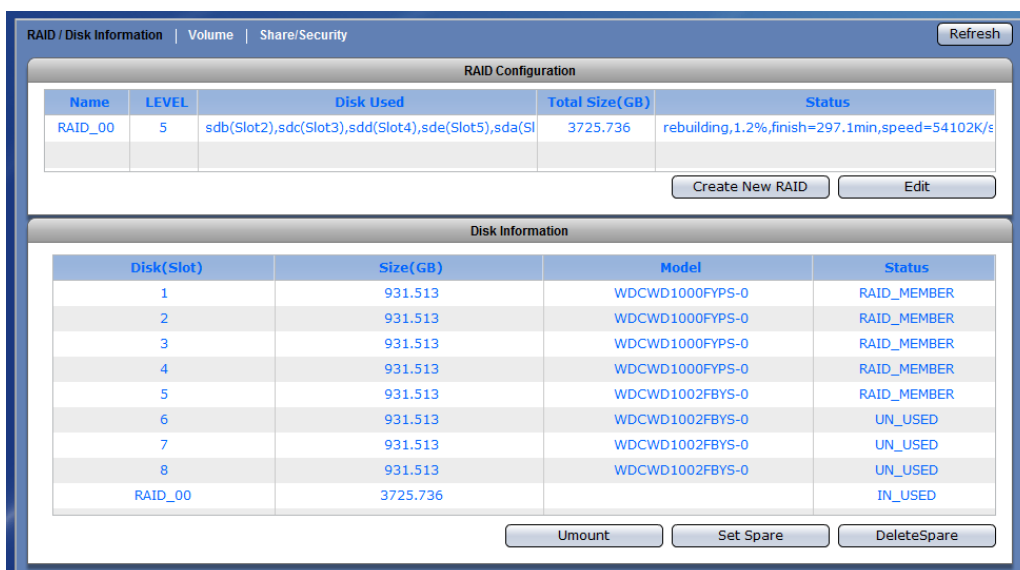 RAID / Disk Information | Volume | Share/Security Refresh
RAID Configuration
Name LEVEL Disk Used Total Size(GB) Status
RAID_00 5 sdb(Slot2),sdc(Slot3),sdd(Slot4),sde(Slot5),sda(Sl 3725.736 rebuilding,1.2%,finish=297.1min,speed=54102K/s
Create New RAID Edit
Disk Information
Disk(Slot) Size(GB) Model Status
1 931.513 WDCWD1000FYPS-0 RAID_MEMBER
2 931.513 WDCWD1000FYPS-0 RAID_MEMBER
3 931.513 WDCWD1000FYPS-0 RAID_MEMBER
4 931.513 WDCWD1000FYPS-0 RAID_MEMBER
5 931.513 WDCWD1002FBYS-0 RAID_MEMBER
6 931.513 WDCWD1002FBYS-0 UN_USED
7 931.513 WDCWD1002FBYS-0 UN_USED
8 931.513 WDCWD1002FBYS-0 UN_USED
RAID_00 3725.736 IN_USED
Umount Set Spare DeleteSpare